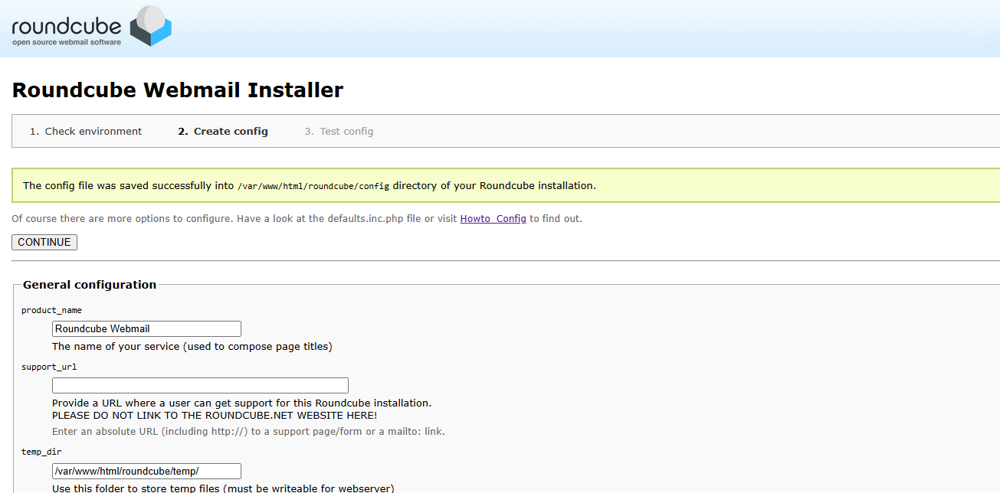 roundcube
open source webmail software
Roundcube Webmail Installer
1. Check environment 2. Create config 3. Test config
The config file was saved successfully into /var/www/html/roundcube/config directory of your Roundcube installation.
Of course there are more options to configure. Have a look at the defaults.inc.php file or visit Howto_Config to find out.
CONTINUE
General configuration
product_name
Roundcube Webmail
The name of your service (used to compose page titles)
support_url
Provide a URL where a user can get support for this Roundcube installation.
PLEASE DO NOT LINK TO THE ROUNDCUBE.NET WEBSITE HERE!
Enter an absolute URL (including http://) to a support page/form or a mailto: link.
temp_dir
/var/www/html/roundcube/temp/
Use this folder to store temp files (must be writeable for webserver)